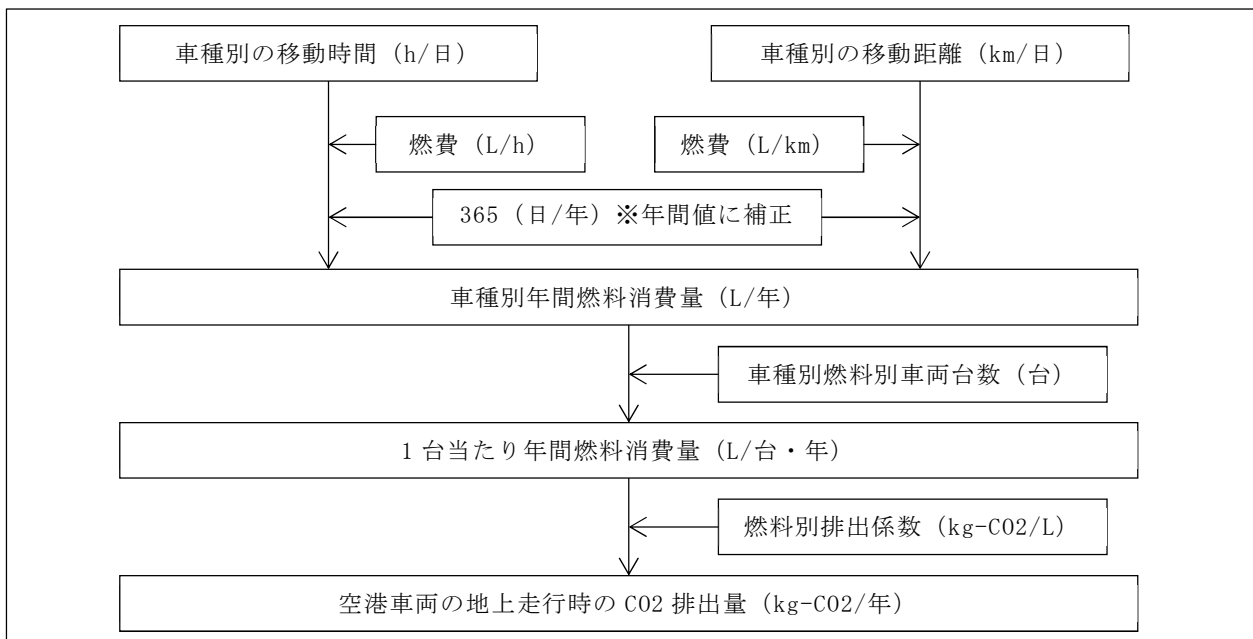 車種別の移動時間（h/日）
車種別の移動距離（km/日）
燃費（L/h）
燃費（L/km）
365（日/年）※年間値に補正
車種別年間燃料消費量（L/年）
車種別燃料別車両台数（台）
1台当たり年間燃料消費量（L/台・年）
燃料別排出係数（kg-CO2/L）
空港車両の地上走行時のCO2排出量（kg-CO2/年）